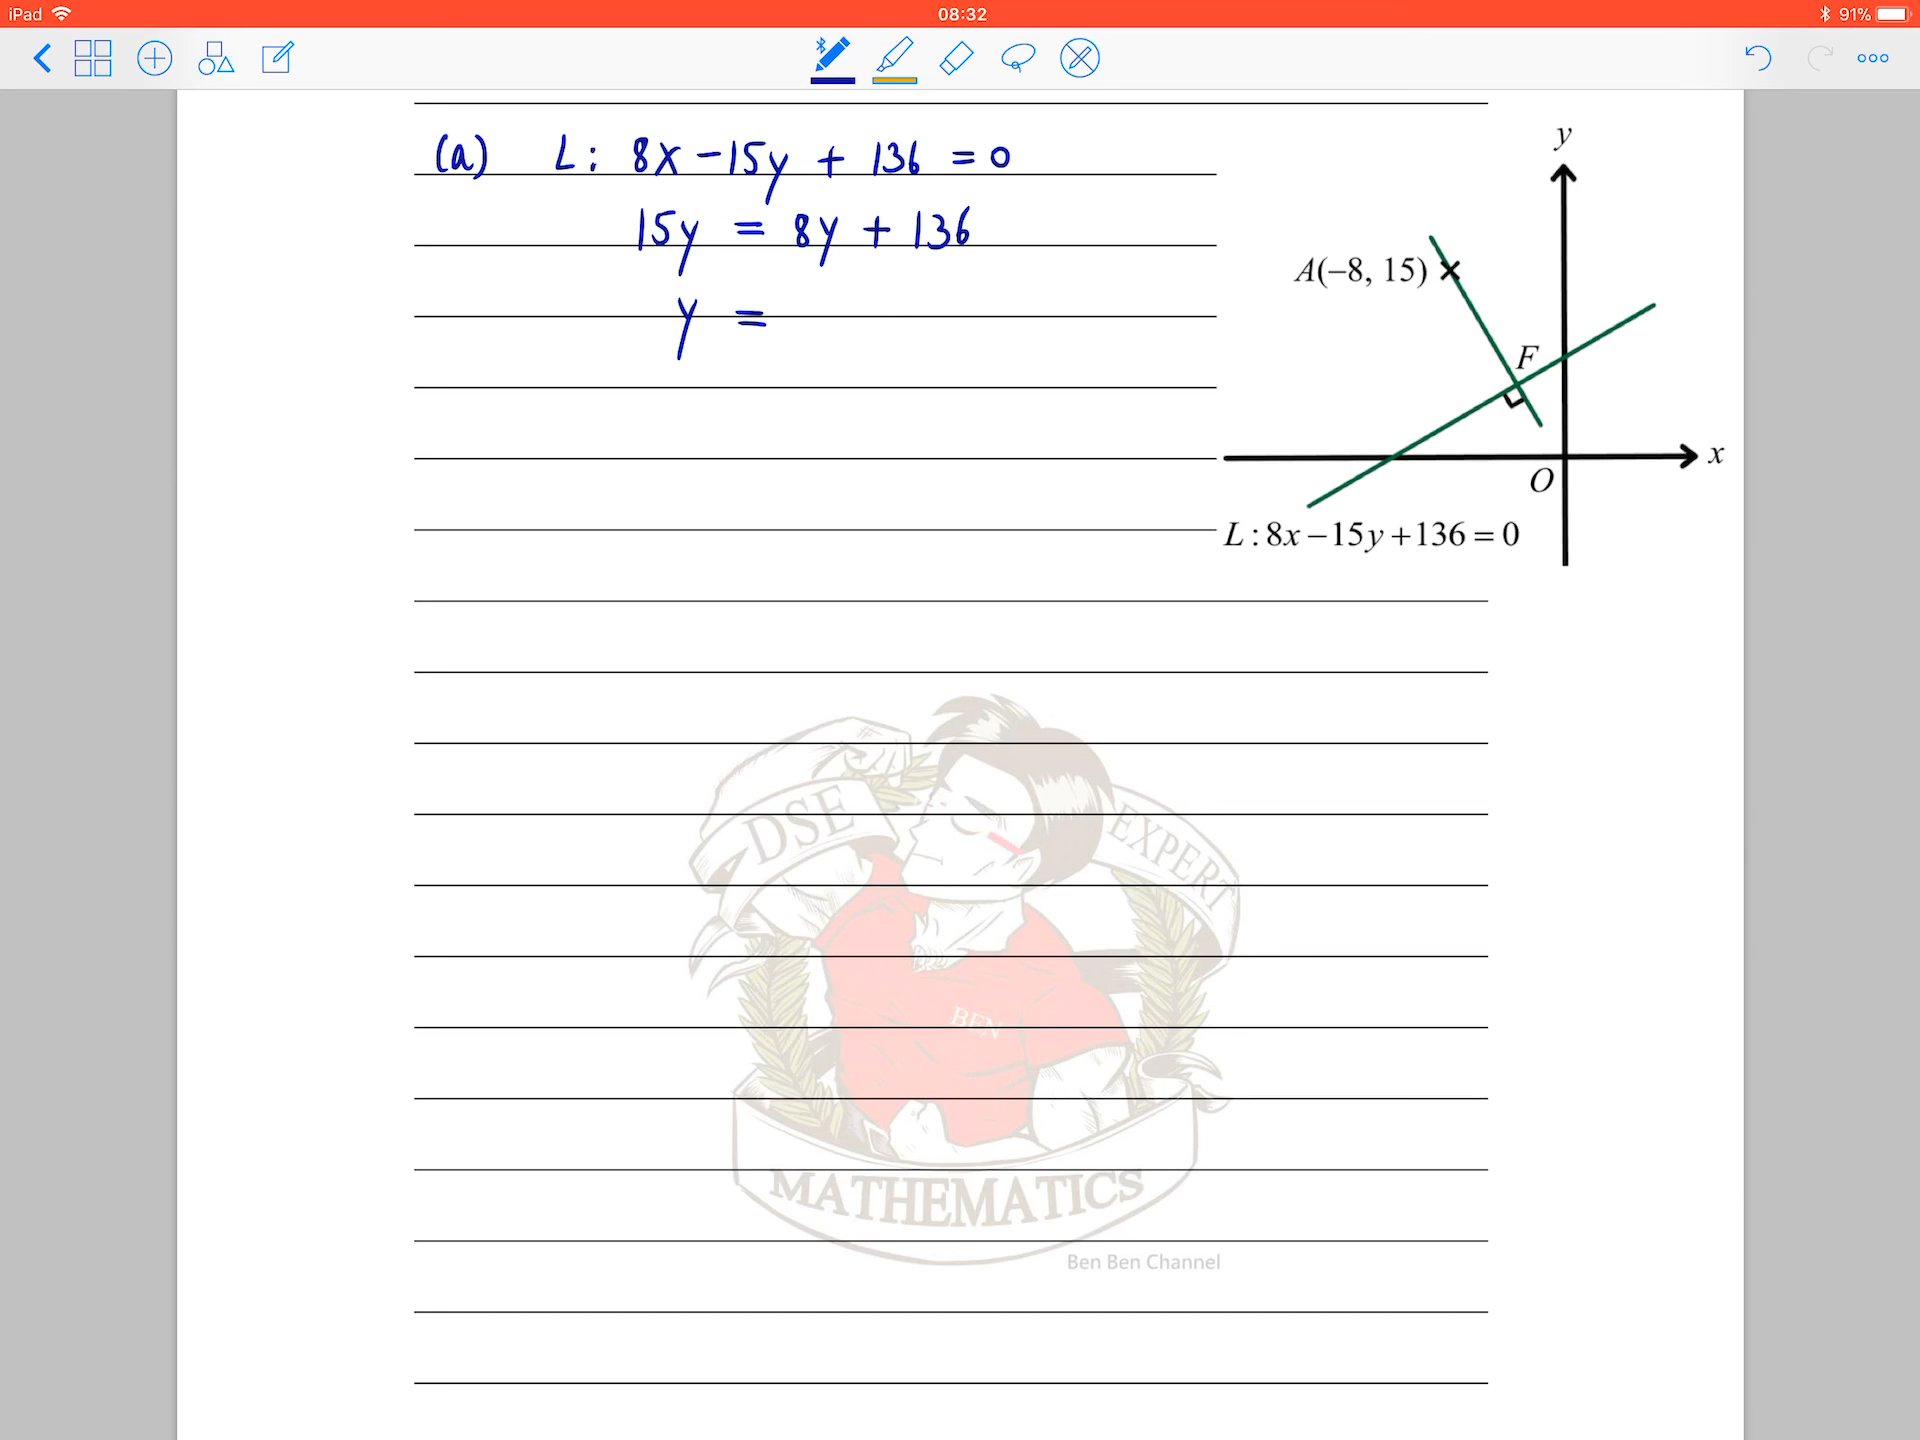 iPad
08:32
91%
(a) L: 8x - 15y + 136 = 0
15y = 8y + 136
y =
y
A(−8, 15)
F
x
O
L : 8x − 15y + 136 = 0
DSE
EXPERT
BEN
MATHEMATICS
Ben Ben Channel